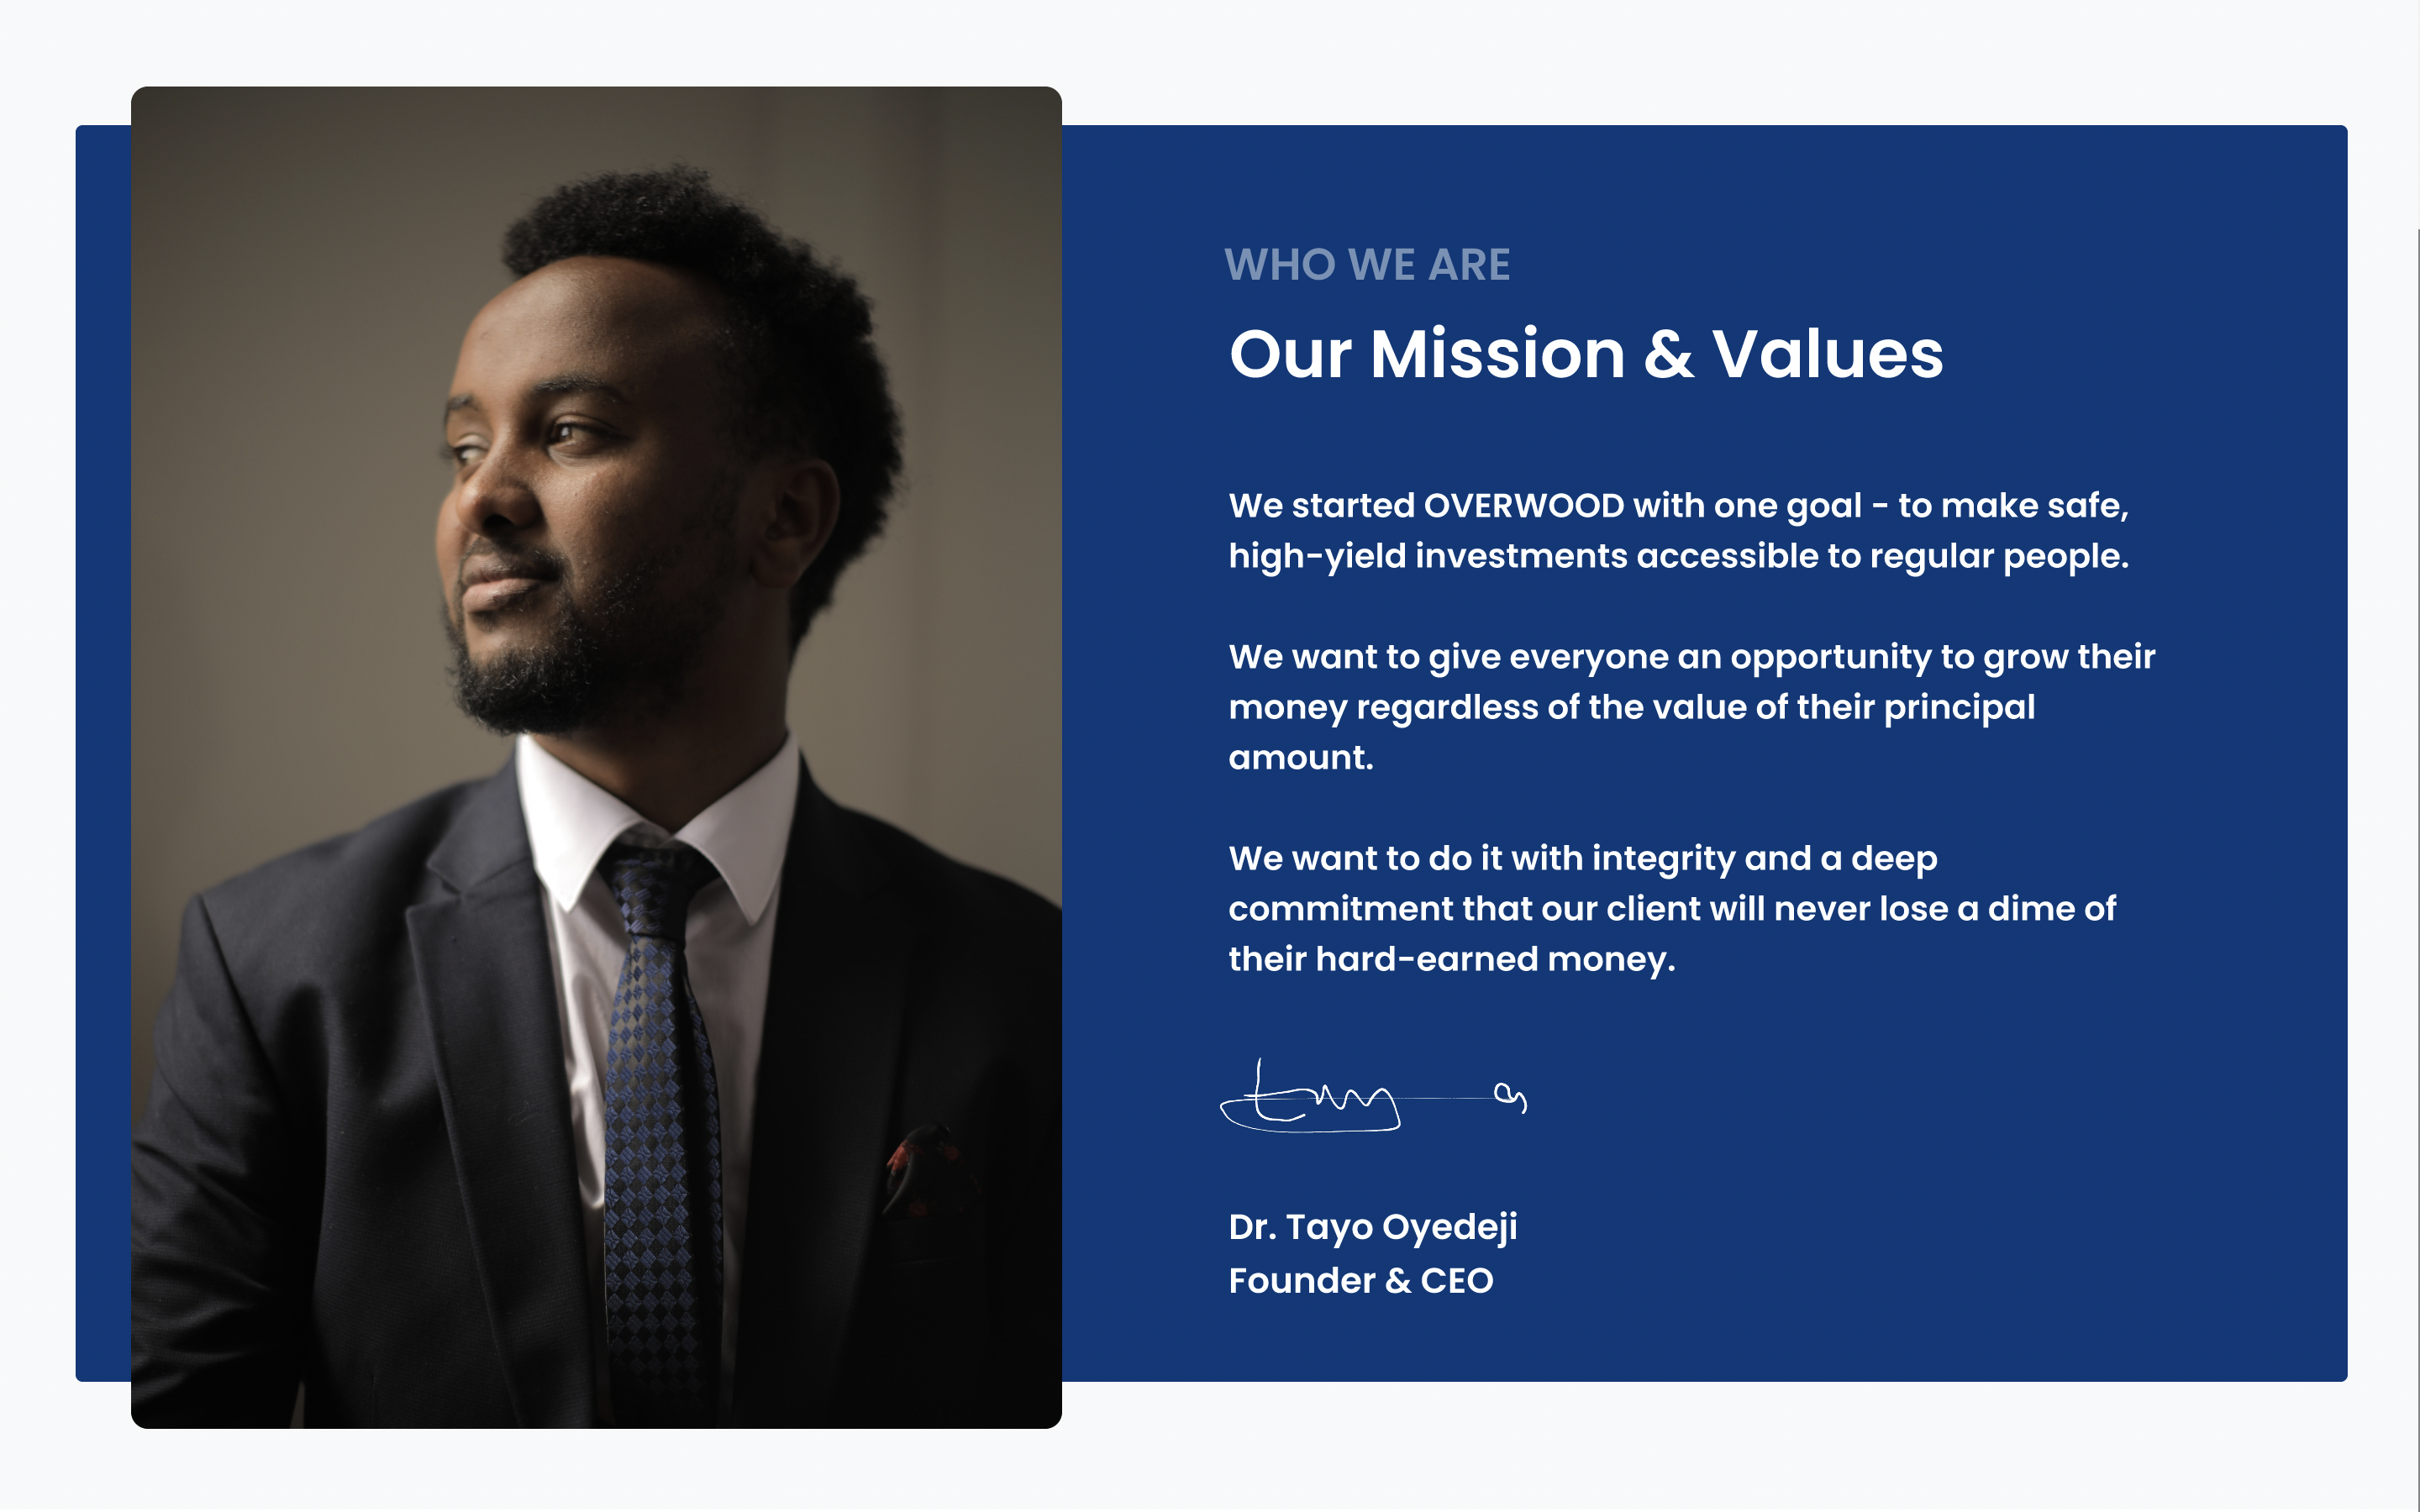 WHO WE ARE
Our Mission & Values
We started OVERWOOD with one goal - to make safe,
high-yield investments accessible to regular people.
We want to give everyone an opportunity to grow their
money regardless of the value of their principal
amount.
We want to do it with integrity and a deep
commitment that our client will never lose a dime of
their hard-earned money.
Dr. Tayo Oyedeji
Founder & CEO